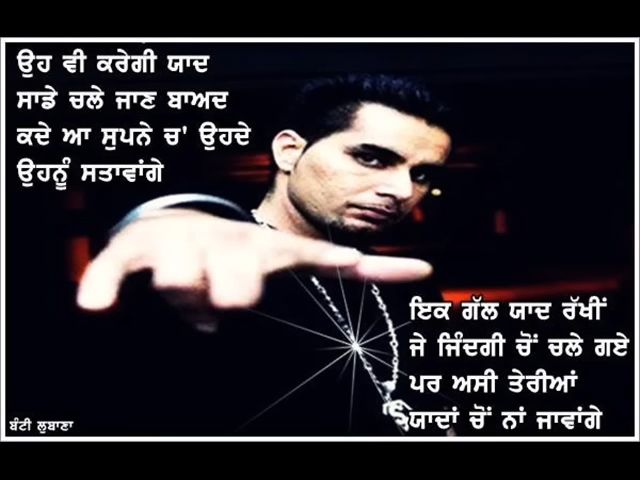 ਉਹ ਵੀ ਕਰੇਗੀ ਯਾਦ
ਸਾਡੇ ਚਲੇ ਜਾਣ ਬਾਅਦ
ਕਦੇ ਆ ਸੁਪਨੇ ਚ' ਉਹਦੇ
ਉਹਨੂੰ ਸਤਾਵਾਂਗੇ
ਇਕ ਗੱਲ ਯਾਦ ਰੱਖੀਂ
ਜੇ ਜਿੰਦਗੀ ਚੋਂ ਚਲੇ ਗਏ
ਪਰ ਅਸੀ ਤੇਰੀਆਂ
ਯਾਦਾਂ ਚੋਂ ਨਾਂ ਜਾਵਾਂਗੇ
ਬੰਟੀ ਲੁਬਾਣਾ